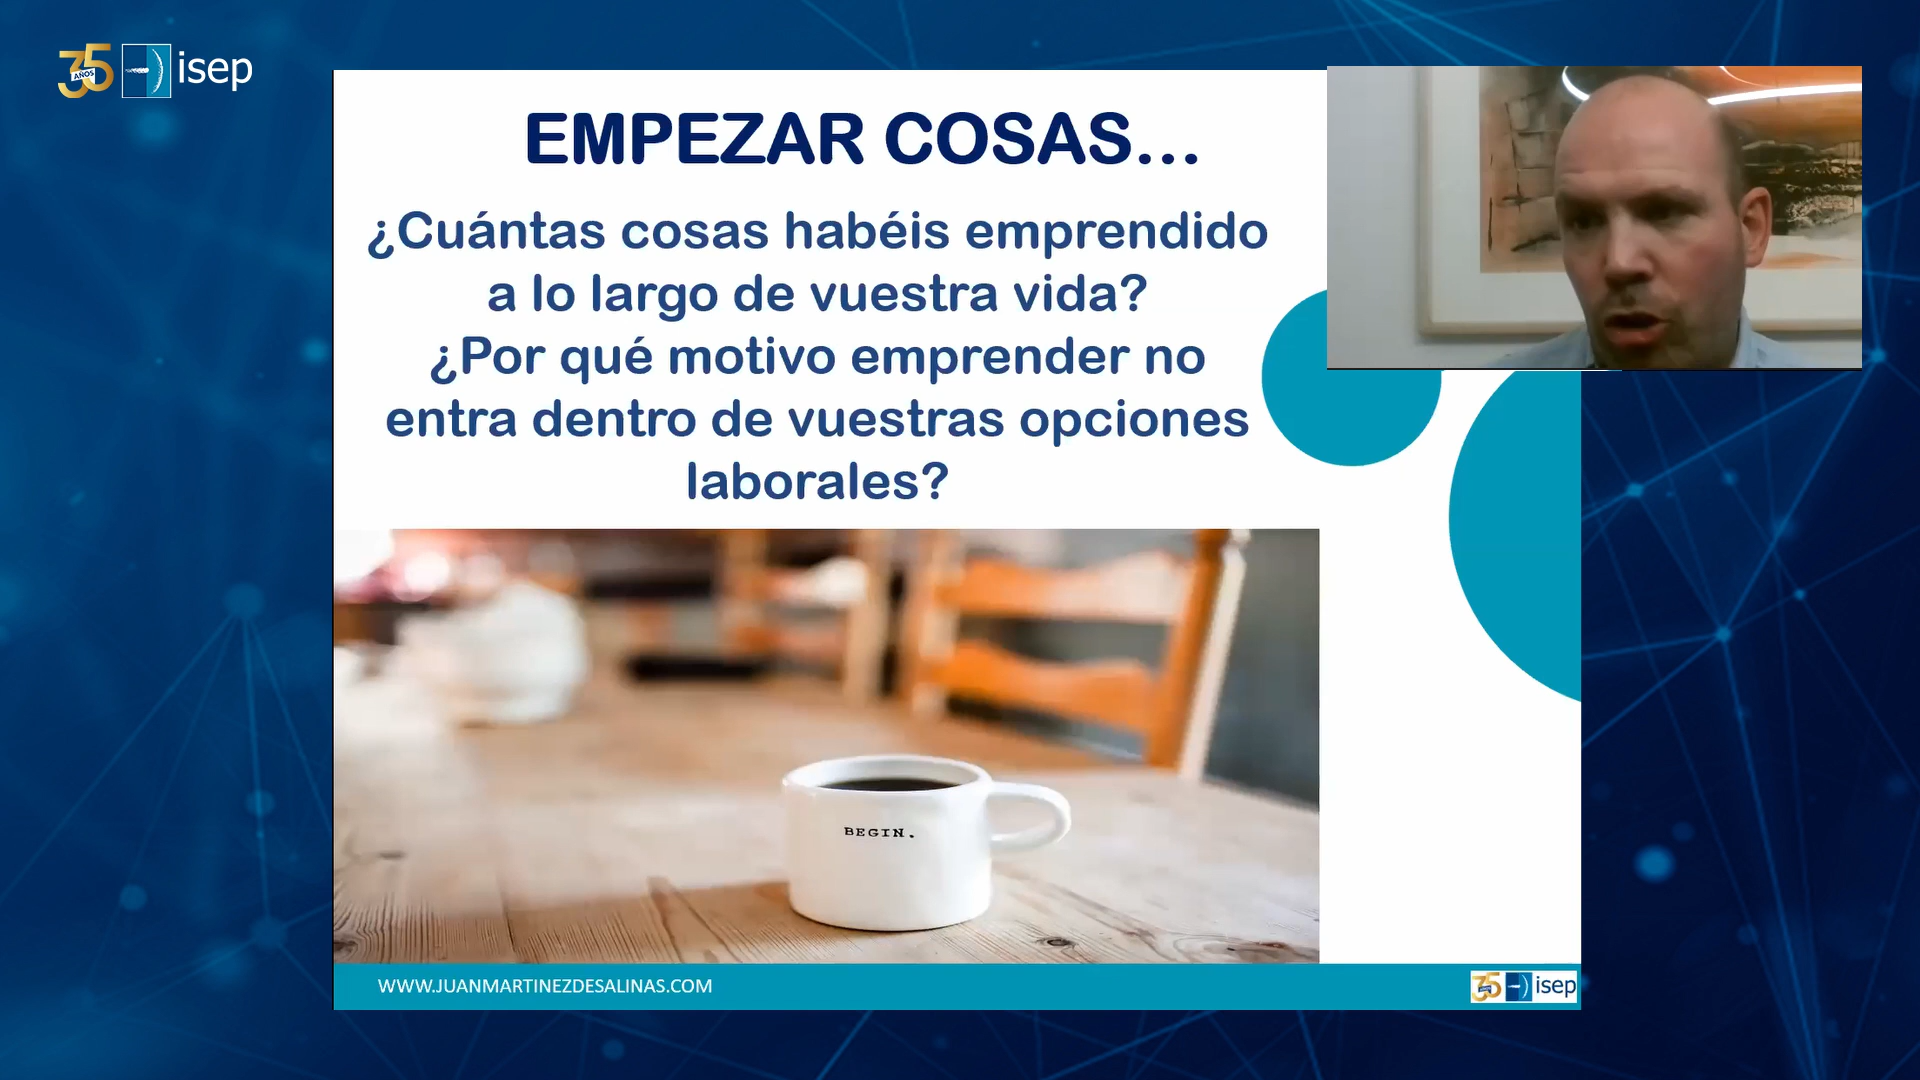 35
AÑOS
isep
EMPEZAR COSAS...
¿Cuántas cosas habéis emprendido
a lo largo de vuestra vida?
¿Por qué motivo emprender no
entra dentro de vuestras opciones
laborales?
BEGIN.
WWW.JUANMARTINEZDESALINAS.COM
35
AÑOS
isep